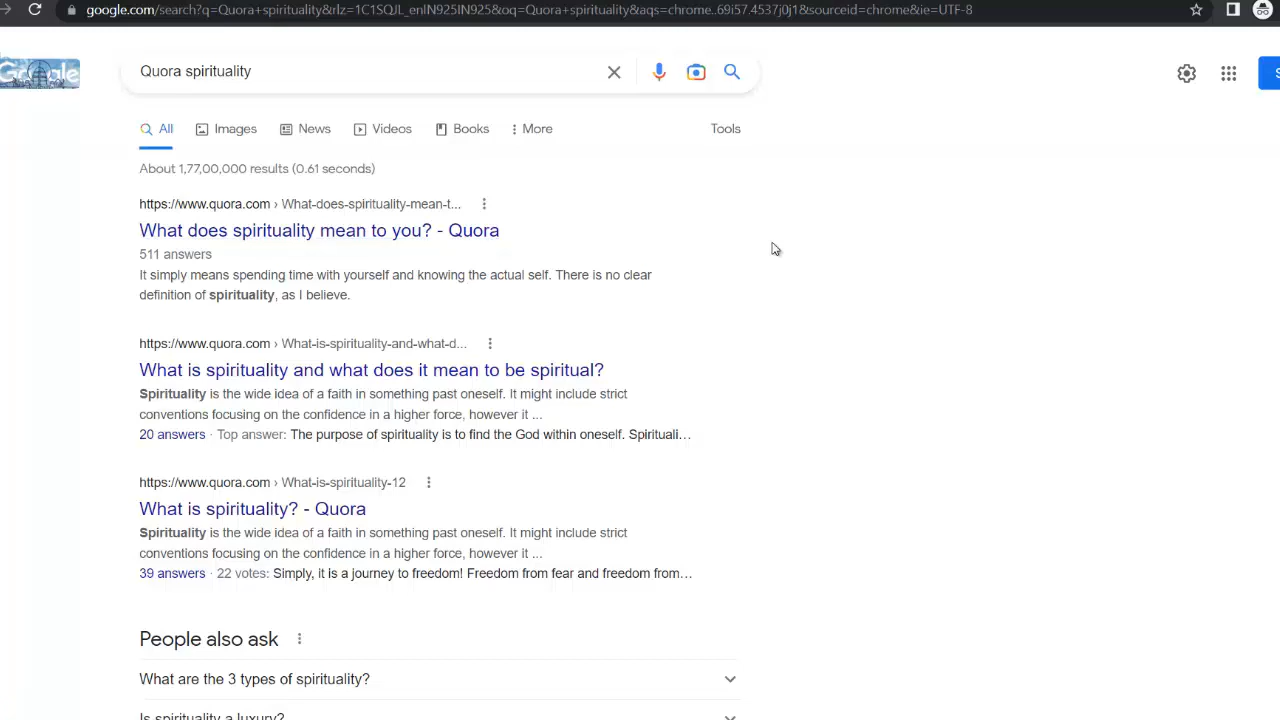 google.com/search?q=Quora+spirituality&rlz=1C1SQJL_enIN925IN925&oq=Quora+spirituality&aqs=chrome..69i57.4537j0j1&sourceid=chrome&ie=UTF-8
Google
Quora spirituality
All Images News Videos Books More Tools
About 1,77,00,000 results (0.61 seconds)
https://www.quora.com › What-does-spirituality-mean-t...
What does spirituality mean to you? - Quora
511 answers
It simply means spending time with yourself and knowing the actual self. There is no clear
definition of spirituality, as I believe.
https://www.quora.com › What-is-spirituality-and-what-d...
What is spirituality and what does it mean to be spiritual?
Spirituality is the wide idea of a faith in something past oneself. It might include strict
conventions focusing on the confidence in a higher force, however it ...
20 answers · Top answer: The purpose of spirituality is to find the God within oneself. Spirituali...
https://www.quora.com › What-is-spirituality-12
What is spirituality? - Quora
Spirituality is the wide idea of a faith in something past oneself. It might include strict
conventions focusing on the confidence in a higher force, however it ...
39 answers · 22 votes: Simply, it is a journey to freedom! Freedom from fear and freedom from...
People also ask
What are the 3 types of spirituality?
Is spirituality a luxury?